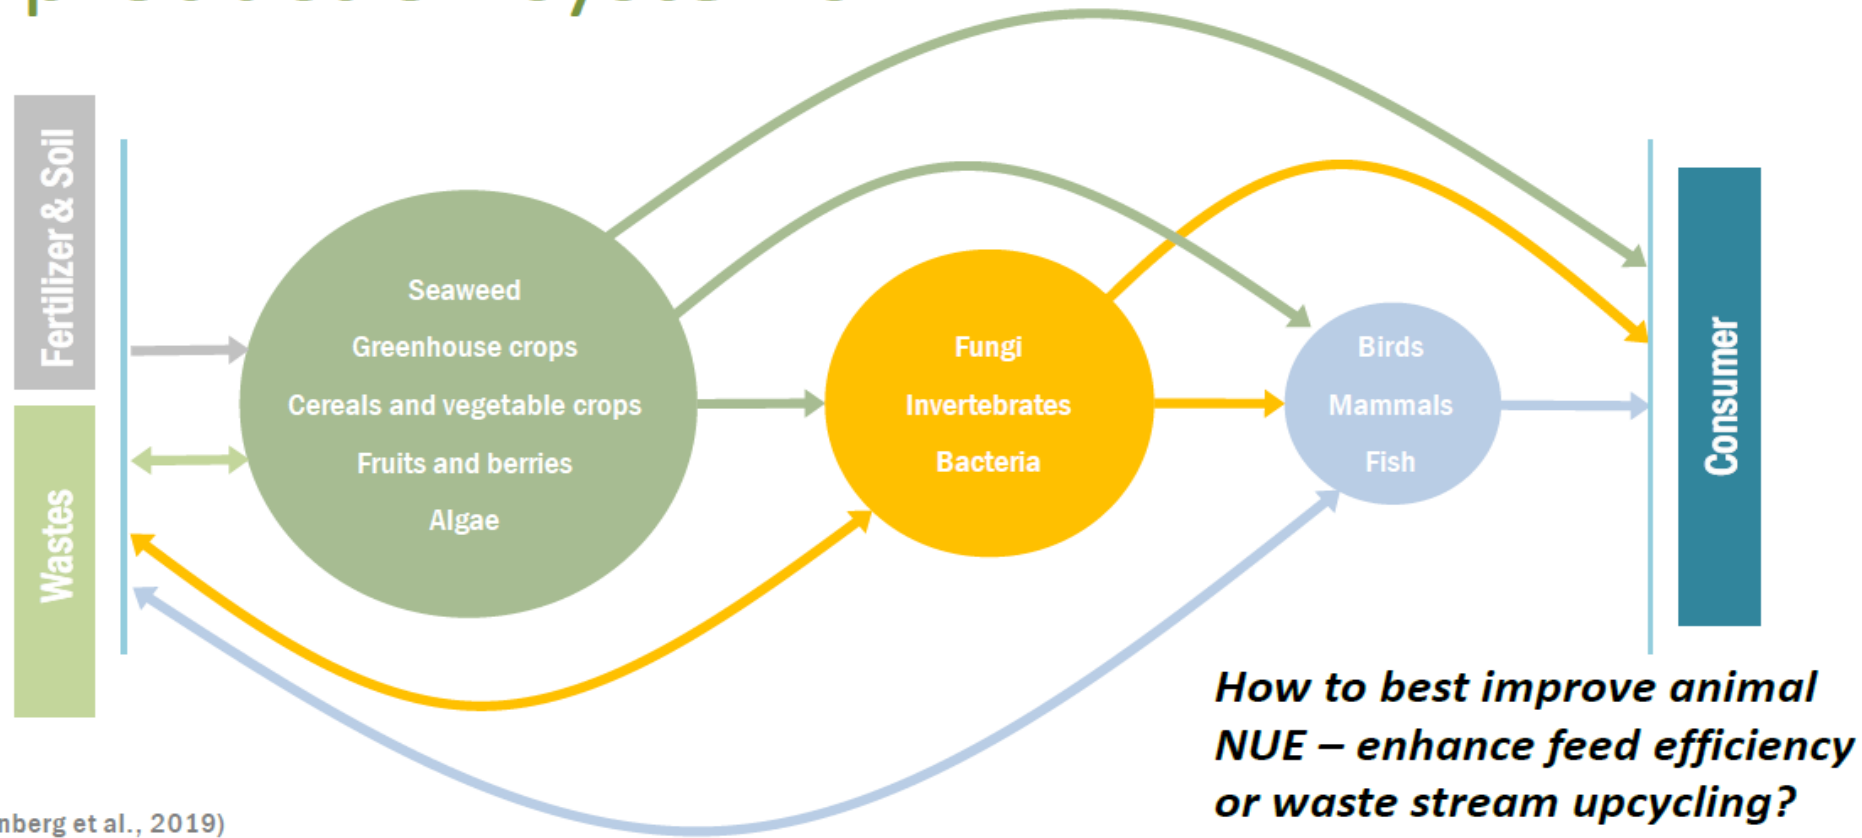 Fertilizer & Soil
Wastes
Seaweed
Greenhouse crops
Cereals and vegetable crops
Fruits and berries
Algae
Fungi
Invertebrates
Bacteria
Birds
Mammals
Fish
Consumer
How to best improve animal
NUE – enhance feed efficiency
or waste stream upcycling?
nberg et al., 2019)